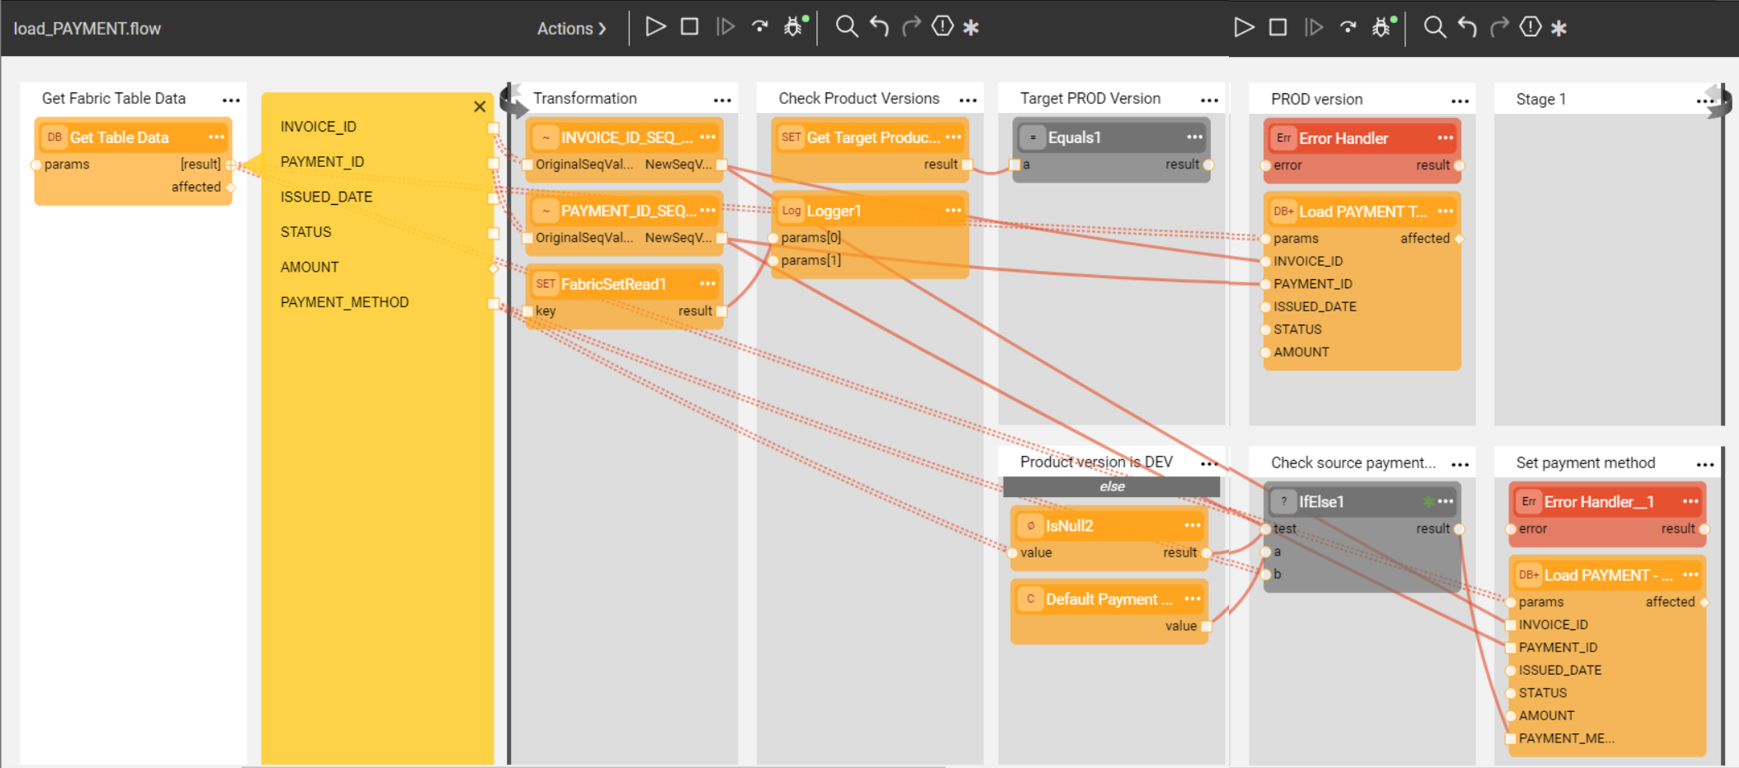 load_PAYMENT.flow
Actions
Get Fabric Table Data
DB Get Table Data
params [result]
affected
INVOICE_ID
PAYMENT_ID
ISSUED_DATE
STATUS
AMOUNT
PAYMENT_METHOD
Transformation
~ INVOICE_ID_SEQ_...
OriginalSeqVal... NewSeqV...
~ PAYMENT_ID_SEQ...
OriginalSeqVal... NewSeqV...
SET FabricSetRead1
key result
Check Product Versions
SET Get Target Produc...
result
Log Logger1
params[0]
params[1]
Target PROD Version
= Equals1
a result
Product version is DEV
else
Ø IsNull2
value result
C Default Payment ...
value
PROD version
Err Error Handler
error result
DB+ Load PAYMENT T...
params affected
INVOICE_ID
PAYMENT_ID
ISSUED_DATE
STATUS
AMOUNT
Check source payment...
? IfElse1
test result
a
b
Stage 1
Set payment method
Err Error Handler__1
error result
DB+ Load PAYMENT - ...
params affected
INVOICE_ID
PAYMENT_ID
ISSUED_DATE
STATUS
AMOUNT
PAYMENT_ME...